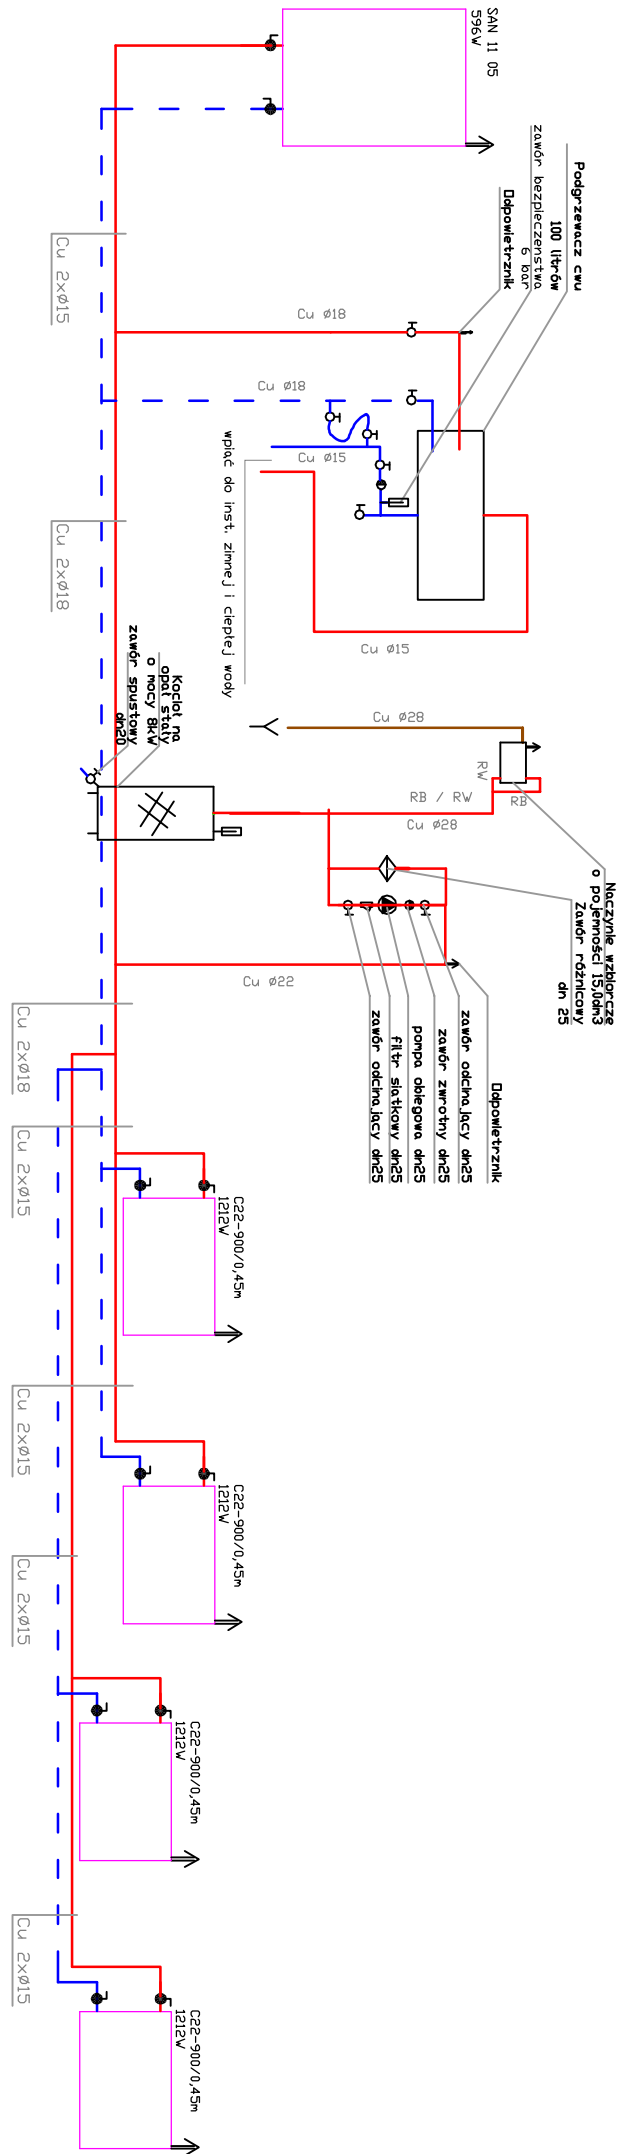 SAN 11 05
596W
Podgrzewacz cwu
100 litrów
zawór bezpieczeństwa
6 bar
Odpowietrznik
Cu 2xØ15
Cu Ø18
Cu Ø18
Cu Ø15
wpiąć do inst. zimnej i ciepłej wody
Cu Ø15
Cu 2xØ18
Kocioł na
opał stały
o mocy 8kW
zawór spustowy
dn20
Cu Ø28
RW
RB
RB / RW
Cu Ø28
Naczynie wzbiorcze
o pojemności 15,0dm3
Zawór różnicowy
dn 25
Cu Ø22
Odpowietrznik
zawór odcinający dn25
zawór zwrotny dn25
pompa obiegowa dn25
filtr siatkowy dn25
zawór odcinający dn25
Cu 2xØ18
Cu 2xØ15
C22-900/0,45m
1212W
Cu 2xØ15
C22-900/0,45m
1212W
Cu 2xØ15
C22-900/0,45m
1212W
Cu 2xØ15
C22-900/0,45m
1212W